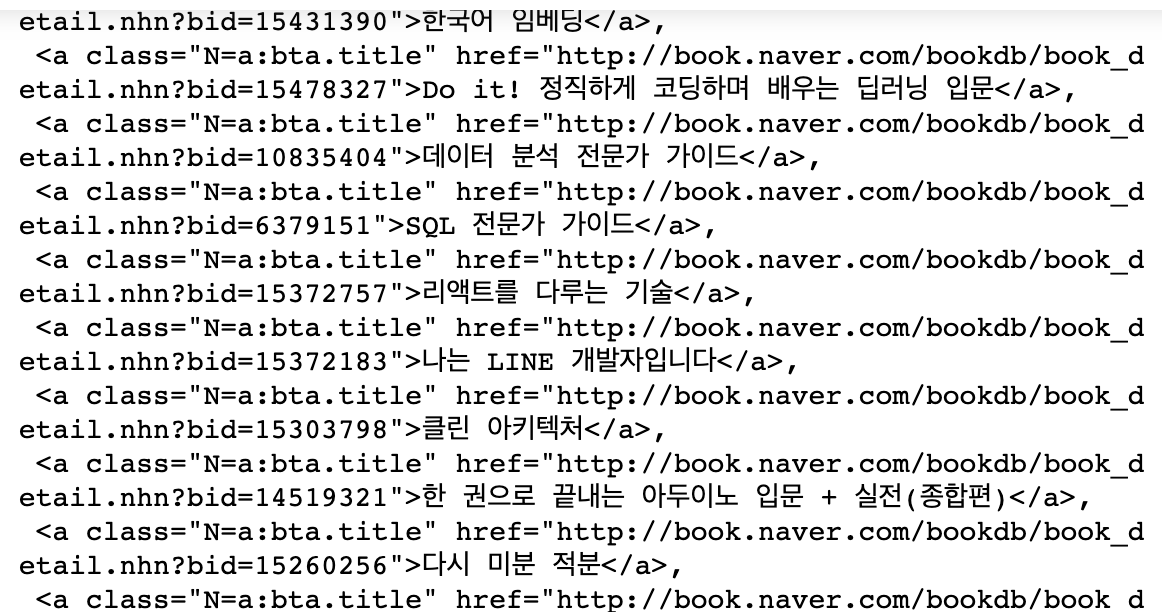 etail.nhn?bid=15431390">한국어 임베딩</a>,
<a class="N=a:bta.title" href="http://book.naver.com/bookdb/book_d
etail.nhn?bid=15478327">Do it! 정직하게 코딩하며 배우는 딥러닝 입문</a>,
<a class="N=a:bta.title" href="http://book.naver.com/bookdb/book_d
etail.nhn?bid=10835404">데이터 분석 전문가 가이드</a>,
<a class="N=a:bta.title" href="http://book.naver.com/bookdb/book_d
etail.nhn?bid=6379151">SQL 전문가 가이드</a>,
<a class="N=a:bta.title" href="http://book.naver.com/bookdb/book_d
etail.nhn?bid=15372757">리액트를 다루는 기술</a>,
<a class="N=a:bta.title" href="http://book.naver.com/bookdb/book_d
etail.nhn?bid=15372183">나는 LINE 개발자입니다</a>,
<a class="N=a:bta.title" href="http://book.naver.com/bookdb/book_d
etail.nhn?bid=15303798">클린 아키텍처</a>,
<a class="N=a:bta.title" href="http://book.naver.com/bookdb/book_d
etail.nhn?bid=14519321">한 권으로 끝내는 아두이노 입문 + 실전(종합편)</a>,
<a class="N=a:bta.title" href="http://book.naver.com/bookdb/book_d
etail.nhn?bid=15260256">다시 미분 적분</a>,
<a class="N=a:bta.title" href="http://book.naver.com/bookdb/book_d